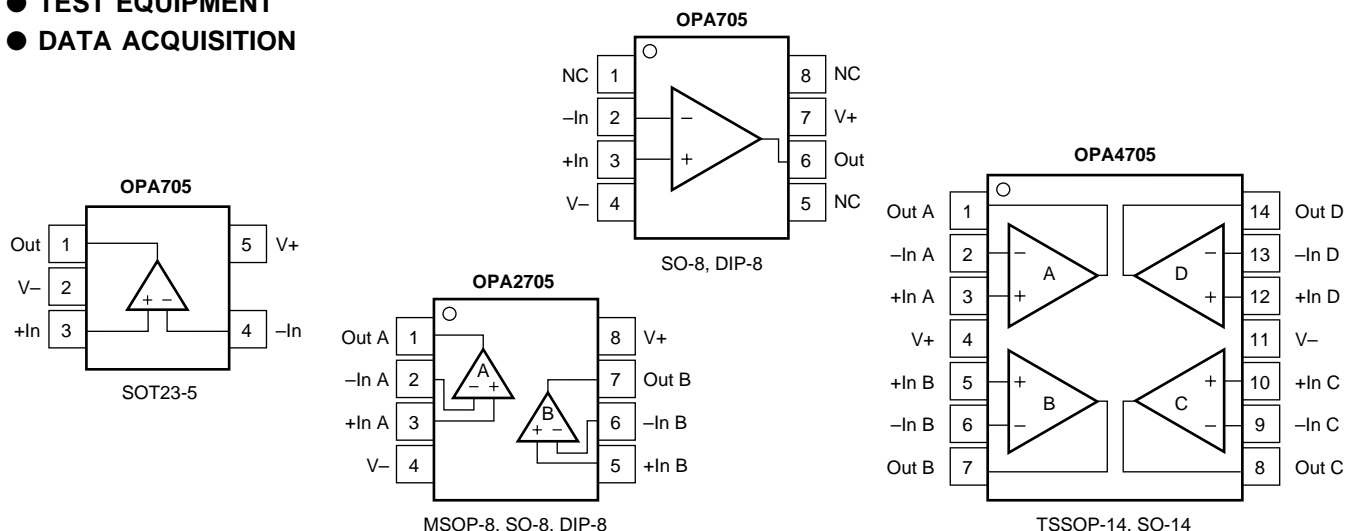 ● TEST EQUIPMENT
● DATA ACQUISITION
OPA705
NC 1 8 NC
–In 2 – 7 V+
+In 3 + 6 Out
V– 4 5 NC
SO-8, DIP-8
OPA705
Out 1 5 V+
V– 2
+In 3 + – 4 –In
SOT23-5
OPA2705
Out A 1 8 V+
–In A 2 A – + 7 Out B
+In A 3 B + – 6 –In B
V– 4 5 +In B
MSOP-8, SO-8, DIP-8
OPA4705
Out A 1 14 Out D
–In A 2 – – 13 –In D
A D
+In A 3 + + 12 +In D
V+ 4 11 V–
+In B 5 + + 10 +In C
B C
–In B 6 – – 9 –In C
Out B 7 8 Out C
TSSOP-14, SO-14